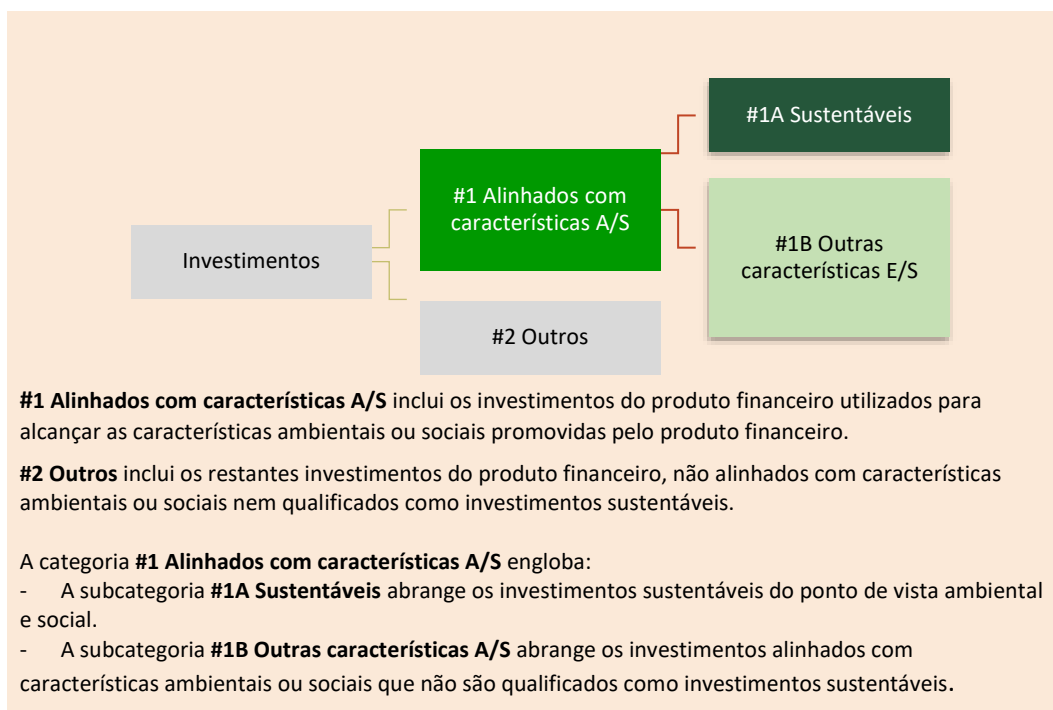 #1A Sustentáveis
#1 Alinhados com
características A/S
#1B Outras
características E/S
Investimentos
#2 Outros
#1 Alinhados com características A/S inclui os investimentos do produto financeiro utilizados para
alcançar as características ambientais ou sociais promovidas pelo produto financeiro.
#2 Outros inclui os restantes investimentos do produto financeiro, não alinhados com características
ambientais ou sociais nem qualificados como investimentos sustentáveis.
A categoria #1 Alinhados com características A/S engloba:
- A subcategoria #1A Sustentáveis abrange os investimentos sustentáveis do ponto de vista ambiental
e social.
- A subcategoria #1B Outras características A/S abrange os investimentos alinhados com
características ambientais ou sociais que não são qualificados como investimentos sustentáveis.